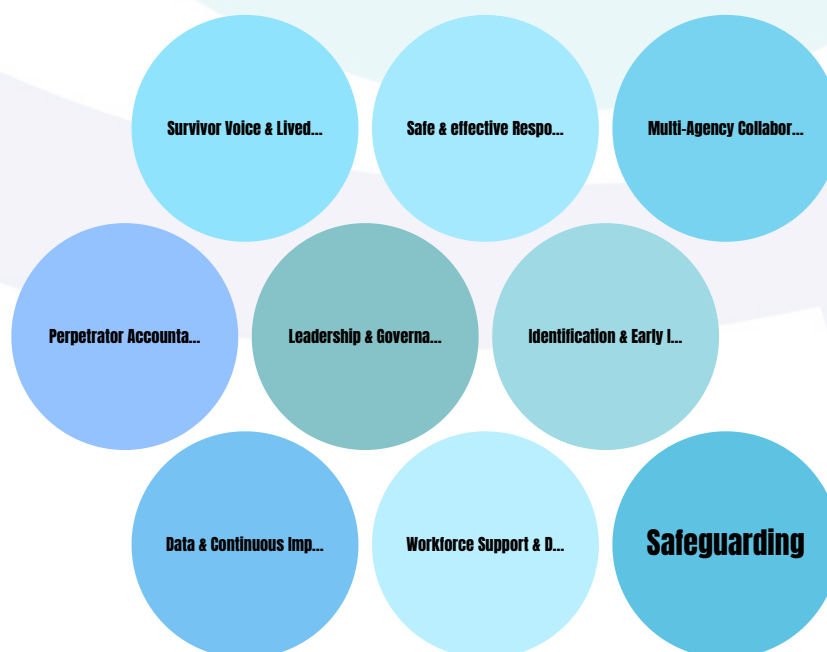 Survivor Voice & Lived...
Safe & effective Respo...
Multi-Agency Collabor...
Perpetrator Accounta...
Leadership & Governa...
Identification & Early I...
Data & Continuous Imp...
Workforce Support & D...
Safeguarding